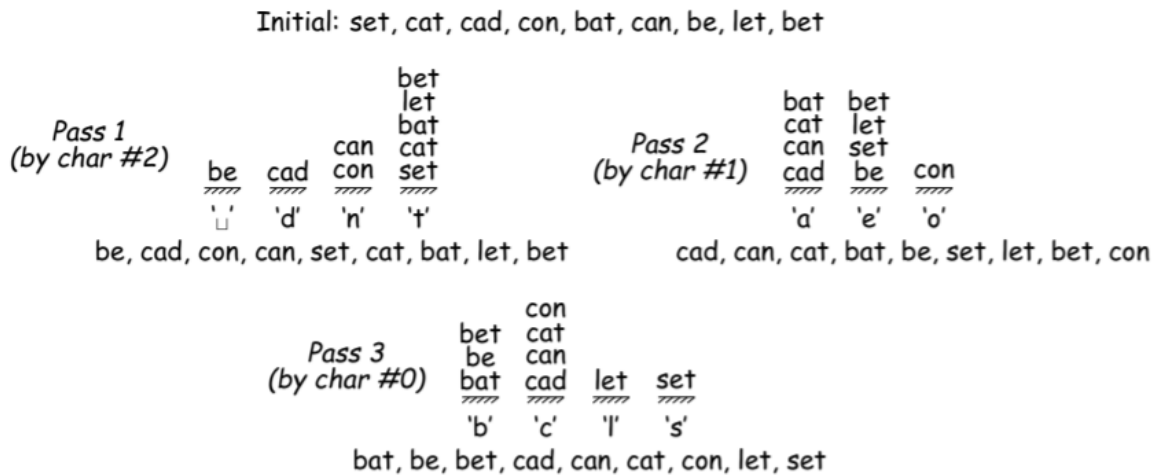 Initial: set, cat, cad, con, bat, can, be, let, bet
Pass 1
(by char #2)
bet
let
bat
can cat
be cad con set
'␣' 'd' 'n' 't'
be, cad, con, can, set, cat, bat, let, bet
Pass 2
(by char #1)
bat bet
cat let
can set
cad be con
'a' 'e' 'o'
cad, can, cat, bat, be, set, let, bet, con
Pass 3
(by char #0)
con
bet cat
be can
bat cad let set
'b' 'c' 'l' 's'
bat, be, bet, cad, can, cat, con, let, set